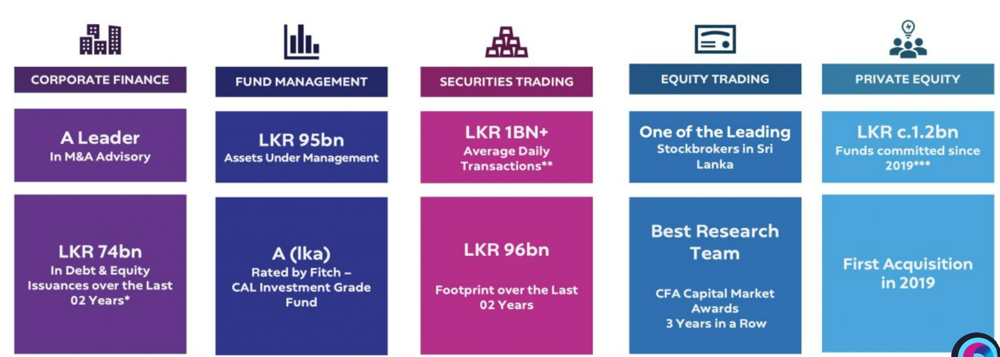 CORPORATE FINANCE
A Leader
In M&A Advisory
LKR 74bn
In Debt & Equity
Issuances over the Last
02 Years*
FUND MANAGEMENT
LKR 95bn
Assets Under Management
A (lka)
Rated by Fitch –
CAL Investment Grade
Fund
SECURITIES TRADING
LKR 1BN+
Average Daily
Transactions**
LKR 96bn
Footprint over the Last
02 Years
EQUITY TRADING
One of the Leading
Stockbrokers in Sri
Lanka
Best Research
Team
CFA Capital Market
Awards
3 Years in a Row
PRIVATE EQUITY
LKR c.1.2bn
Funds committed since
2019***
First Acquisition
in 2019